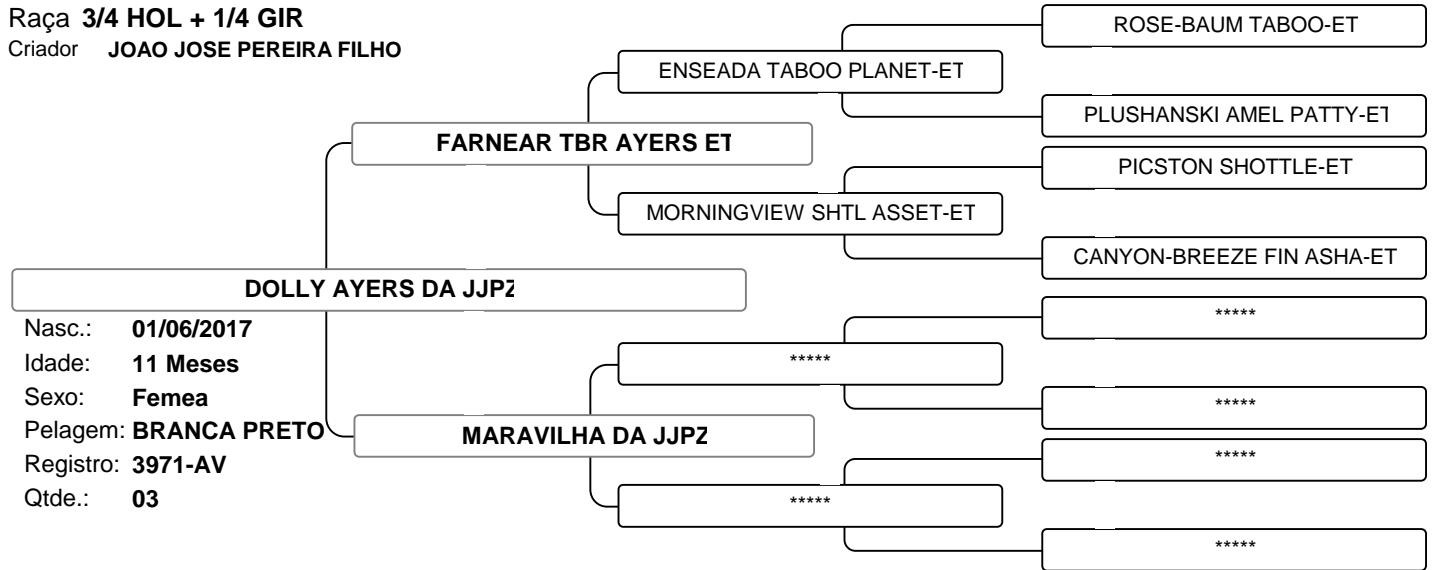 Raça 3/4 HOL + 1/4 GIR
Criador JOAO JOSE PEREIRA FILHO
ROSE-BAUM TABOO-ET
ENSEADA TABOO PLANET-ET
PLUSHANSKI AMEL PATTY-ET
FARNEAR TBR AYERS ET
PICSTON SHOTTLE-ET
MORNINGVIEW SHTL ASSET-ET
CANYON-BREEZE FIN ASHA-ET
DOLLY AYERS DA JJPZ
Nasc.: 01/06/2017
Idade: 11 Meses
Sexo: Femea
Pelagem: BRANCA PRETO
Registro: 3971-AV
Qtde.: 03
*****
*****
*****
MARAVILHA DA JJPZ
*****
*****
*****